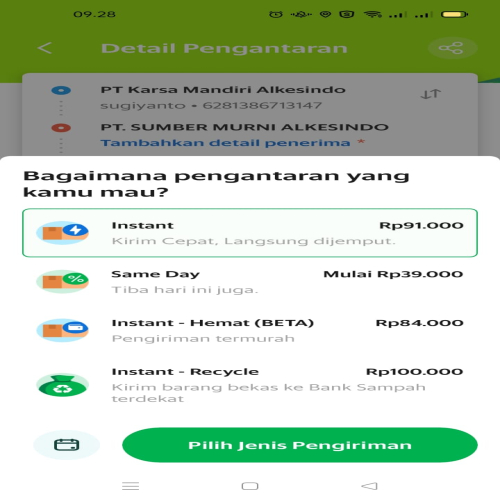 09.28
Detail Pengantaran
PT Karsa Mandiri Alkesindo
sugiyanto • 6281386713147
PT. SUMBER MURNI ALKESINDO
Tambahkan detail penerima *
Bagaimana pengantaran yang
kamu mau?
Instant Rp91.000
Kirim Cepat, Langsung dijemput.
Same Day Mulai Rp39.000
Tiba hari ini juga.
Instant - Hemat (BETA) Rp84.000
Pengiriman termurah
Instant - Recycle Rp100.000
Kirim barang bekas ke Bank Sampah
terdekat
Pilih Jenis Pengiriman